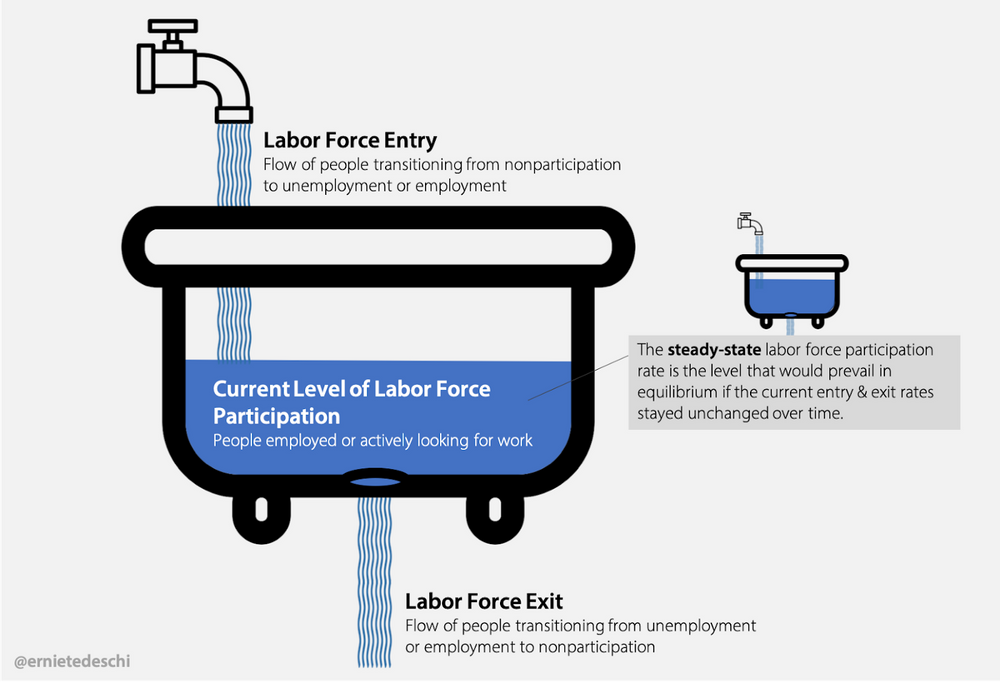 Labor Force Entry
Flow of people transitioning from nonparticipation
to unemployment or employment
Current Level of Labor Force
Participation
People employed or actively looking for work
The steady-state labor force participation
rate is the level that would prevail in
equilibrium if the current entry & exit rates
stayed unchanged over time.
Labor Force Exit
Flow of people transitioning from unemployment
or employment to nonparticipation
@ernietedeschi